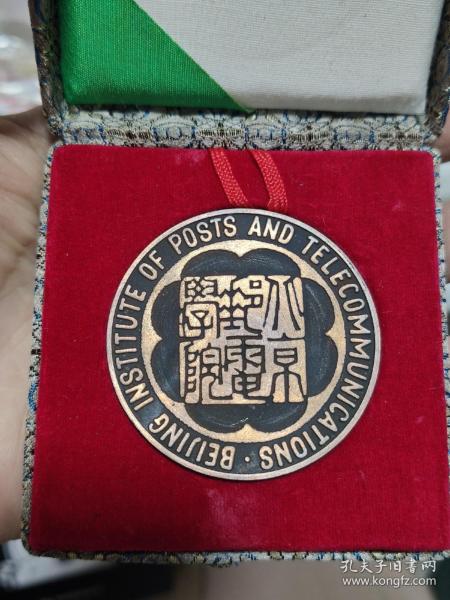 BEIJING INSTITUTE OF POSTS AND TELECOMMUNICATIONS ·
北京
郵電
學院
孔夫子旧书网
www.kongfz.com